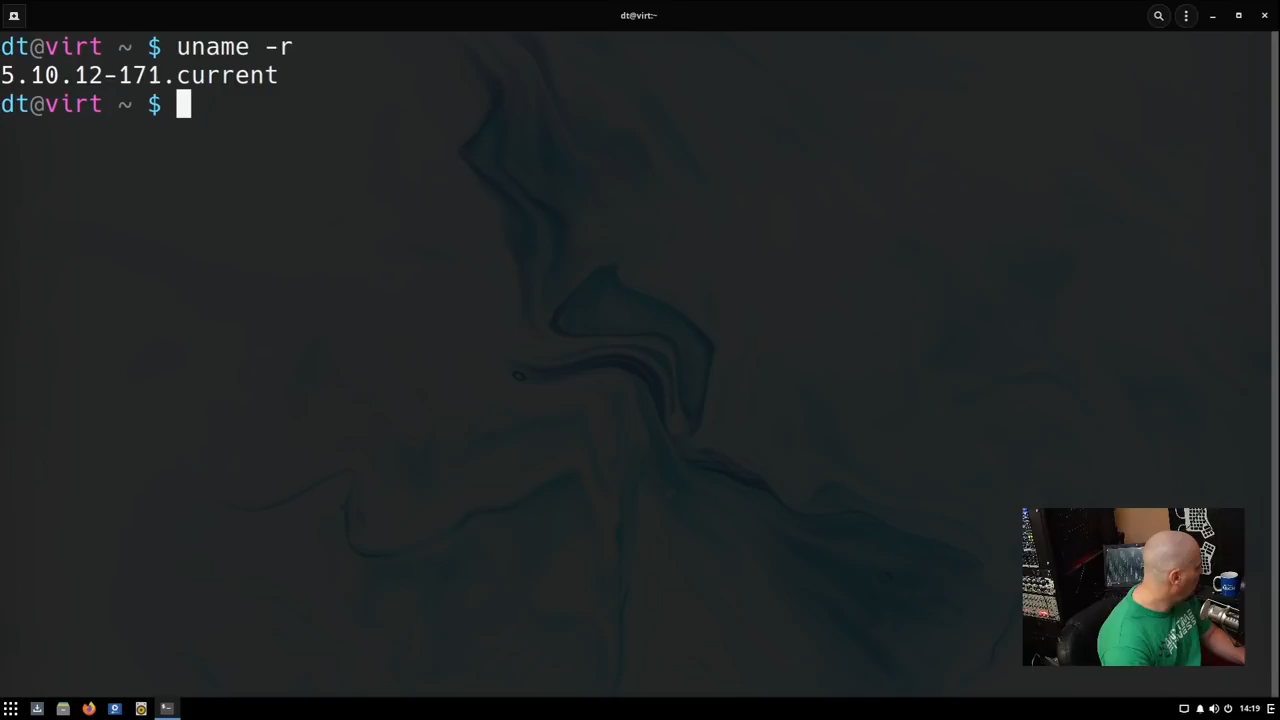 dt@virt:~
dt@virt ~ $ uname -r
5.10.12-171.current
dt@virt ~ $
14:19